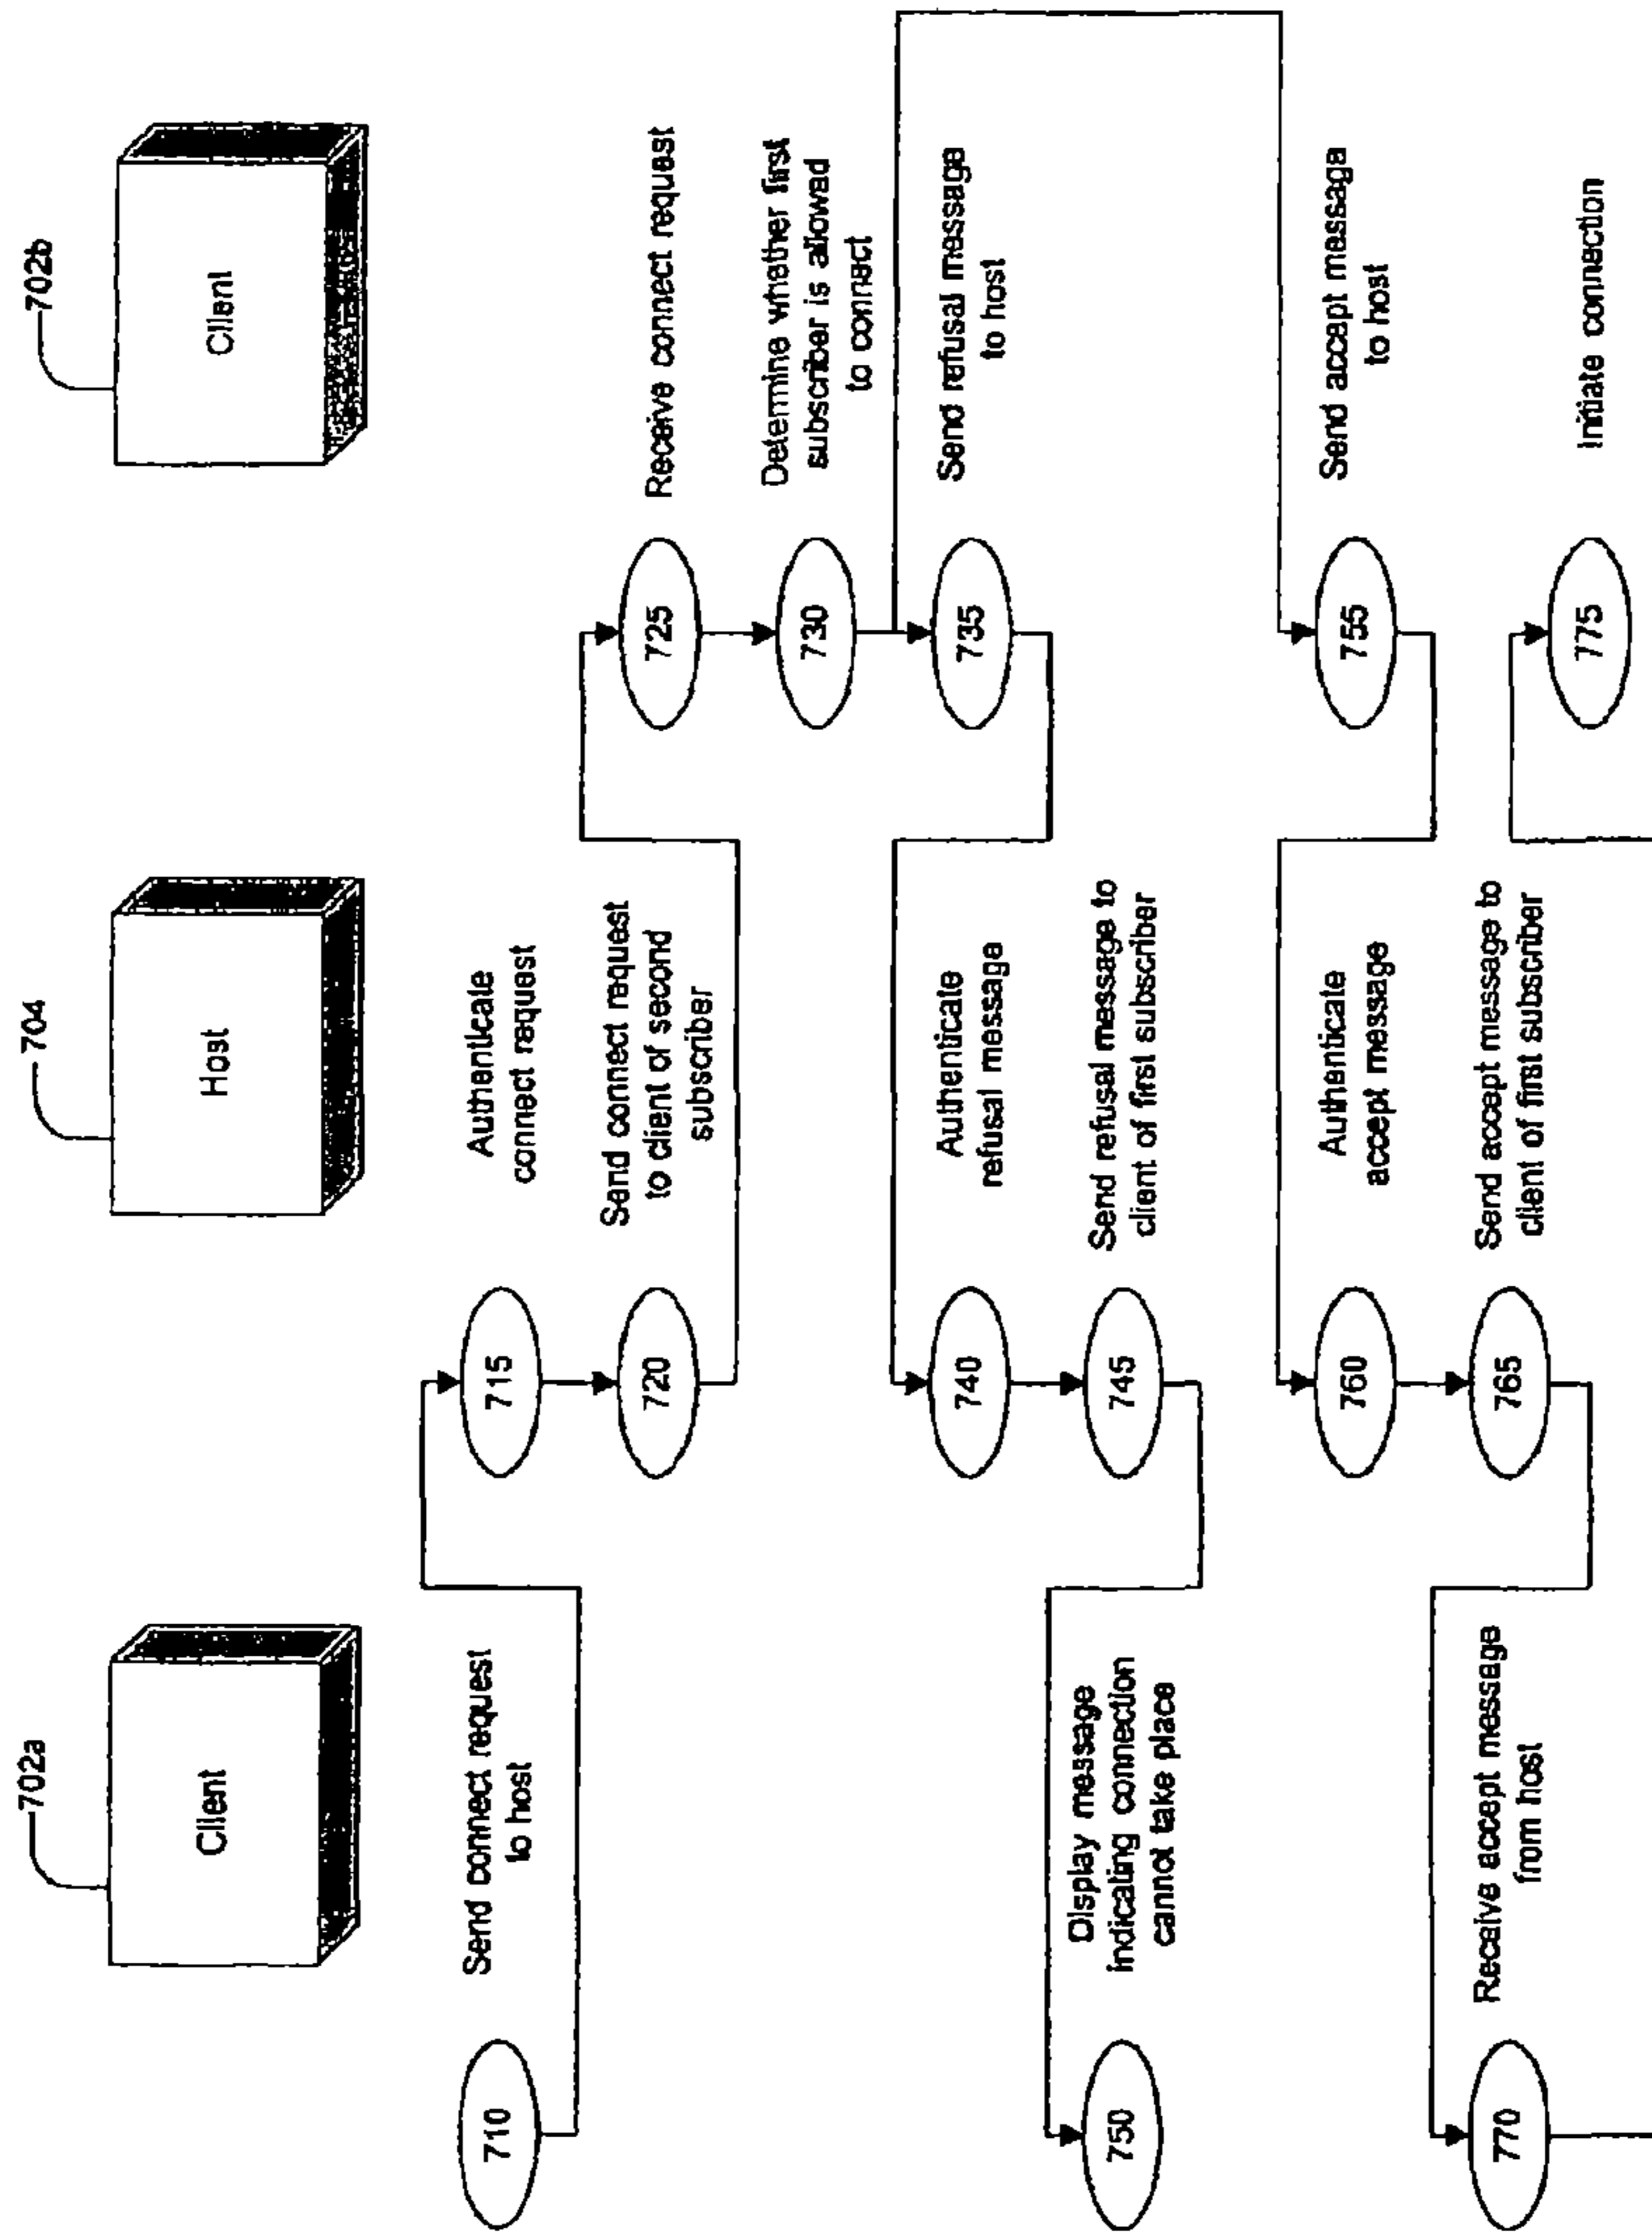 702a
Client
704
Host
702b
Client
710
Send connect request
to host
715
Authenticate
connect request
720
Send connect request
to client of second
subscriber
725
Receive connect request
730
Determine whether first
subscriber is allowed
to connect
735
Send refusal message
to host
740
Authenticate
refusal message
745
Send refusal message to
client of first subscriber
750
Display message
indicating connection
cannot take place
755
Send accept message
to host
760
Authenticate
accept message
765
Send accept message to
client of first subscriber
770
Receive accept message
from host
775
Initiate connection